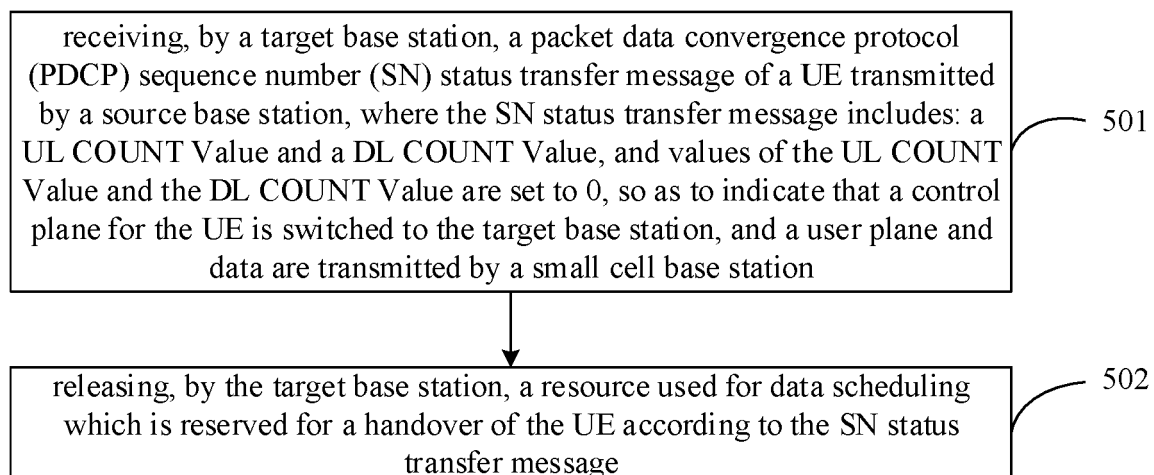 receiving, by a target base station, a packet data convergence protocol
(PDCP) sequence number (SN) status transfer message of a UE transmitted
by a source base station, where the SN status transfer message includes: a
UL COUNT Value and a DL COUNT Value, and values of the UL COUNT
Value and the DL COUNT Value are set to 0, so as to indicate that a control
plane for the UE is switched to the target base station, and a user plane and
data are transmitted by a small cell base station
501
releasing, by the target base station, a resource used for data scheduling
which is reserved for a handover of the UE according to the SN status
transfer message
502